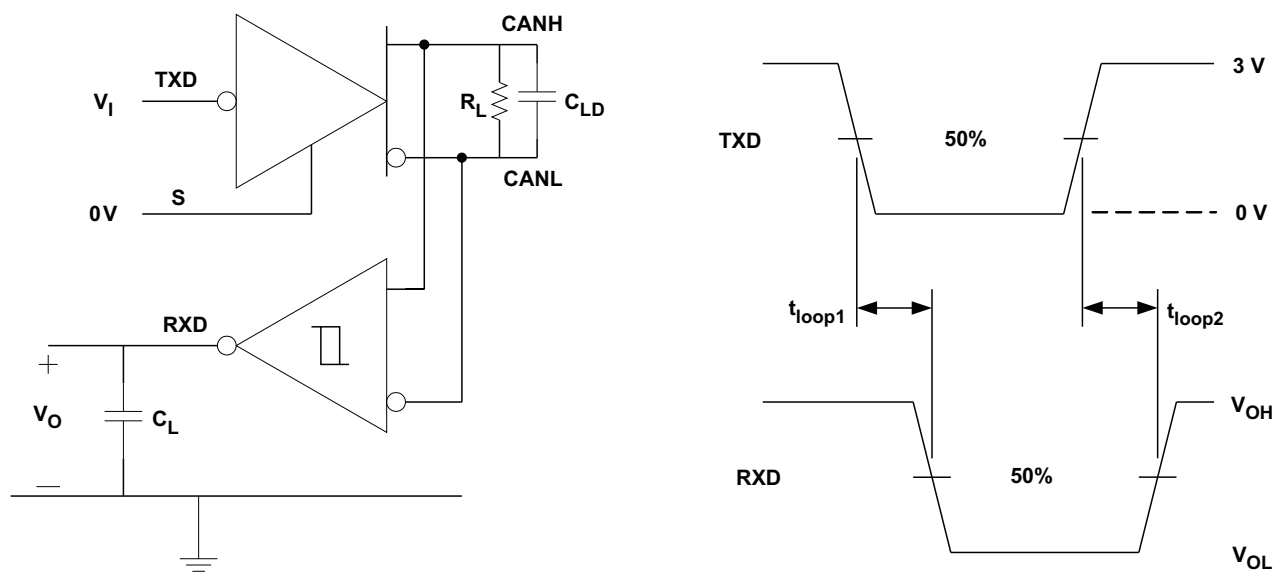 CANH
TXD
V_I
R_L
C_LD
CANL
S
0V
RXD
+
V_O
C_L
—
3 V
TXD
50%
0 V
t_loop1
t_loop2
V_OH
RXD
50%
V_OL